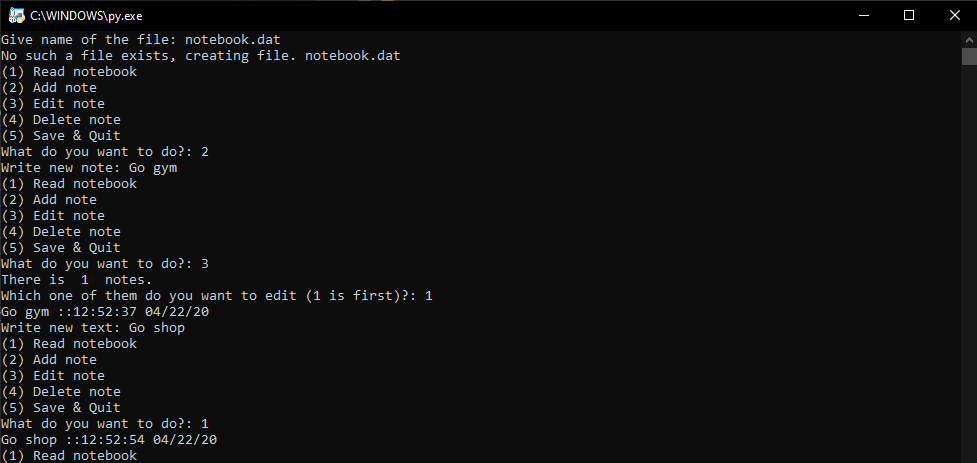 C:\WINDOWS\py.exe
Give name of the file: notebook.dat
No such a file exists, creating file. notebook.dat
(1) Read notebook
(2) Add note
(3) Edit note
(4) Delete note
(5) Save & Quit
What do you want to do?: 2
Write new note: Go gym
(1) Read notebook
(2) Add note
(3) Edit note
(4) Delete note
(5) Save & Quit
What do you want to do?: 3
There is  1  notes.
Which one of them do you want to edit (1 is first)?: 1
Go gym ::12:52:37 04/22/20
Write new text: Go shop
(1) Read notebook
(2) Add note
(3) Edit note
(4) Delete note
(5) Save & Quit
What do you want to do?: 1
Go shop ::12:52:54 04/22/20
(1) Read notebook